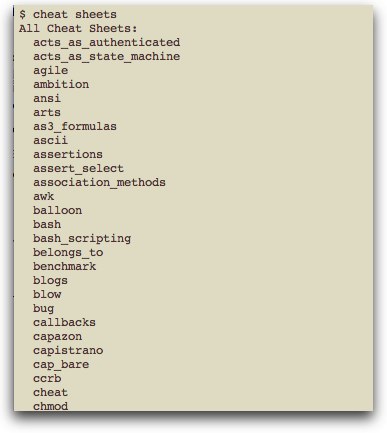 $ cheat sheets
All Cheat Sheets:
acts_as_authenticated
acts_as_state_machine
agile
ambition
ansi
arts
as3_formulas
ascii
assertions
assert_select
association_methods
awk
balloon
bash
bash_scripting
belongs_to
benchmark
blogs
blow
bug
callbacks
capazon
capistrano
cap_bare
ccrb
cheat
chmod